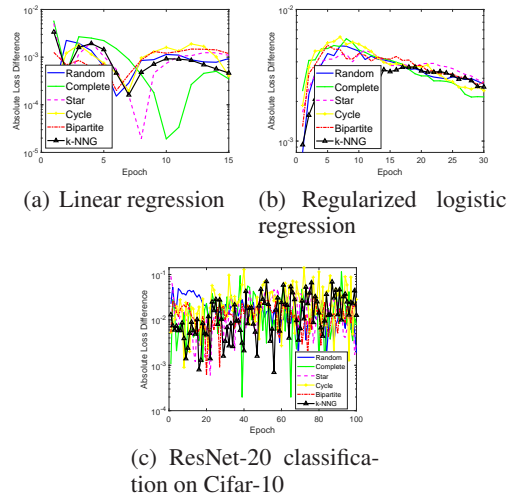 10^-2
10^-3
10^-4
10^-5
Absolute Loss Difference
Random
Complete
Star
Cycle
Bipartite
k-NNG
5 10 15
Epoch
(a) Linear regression
10^-2
10^-3
Absolute Loss Difference
Random
Complete
Star
Cycle
Bipartite
k-NNG
0 5 10 15 20 25 30
Epoch
(b) Regularized logistic
regression
10^-1
10^-2
10^-3
10^-4
Absolute Loss Difference
Random
Complete
Star
Cycle
Bipartite
k-NNG
0 20 40 60 80 100
Epoch
(c) ResNet-20 classifica-
tion on Cifar-10